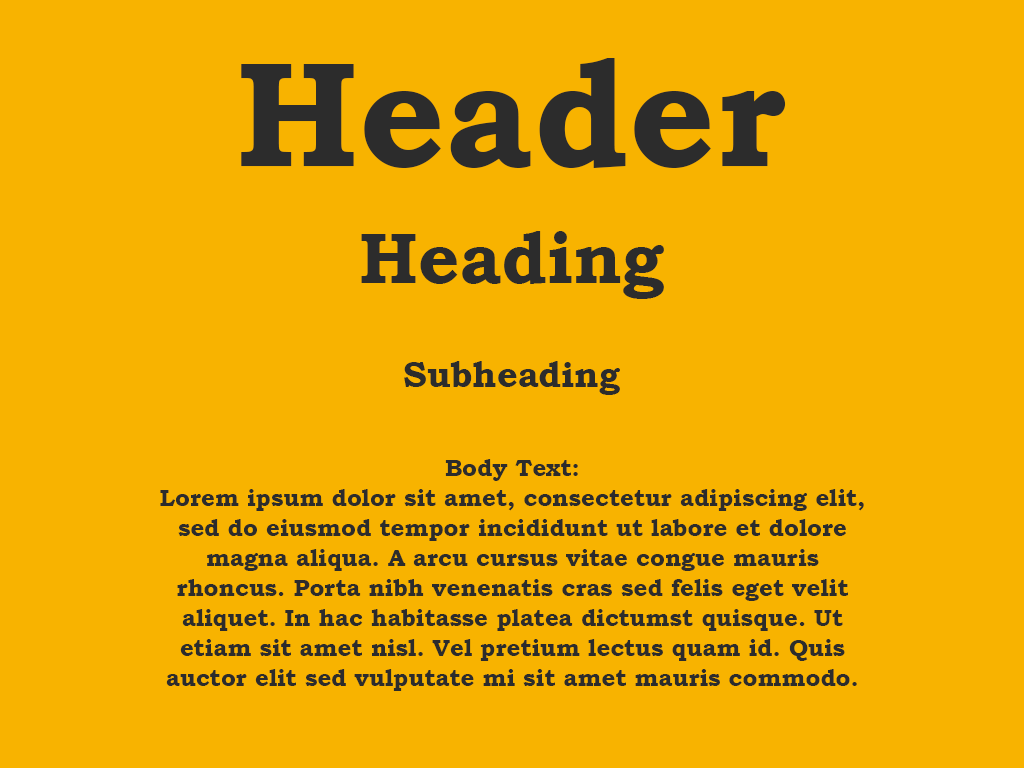 Header
Heading
Subheading
Body Text:
Lorem ipsum dolor sit amet, consectetur adipiscing elit,
sed do eiusmod tempor incididunt ut labore et dolore
magna aliqua. A arcu cursus vitae congue mauris
rhoncus. Porta nibh venenatis cras sed felis eget velit
aliquet. In hac habitasse platea dictumst quisque. Ut
etiam sit amet nisl. Vel pretium lectus quam id. Quis
auctor elit sed vulputate mi sit amet mauris commodo.